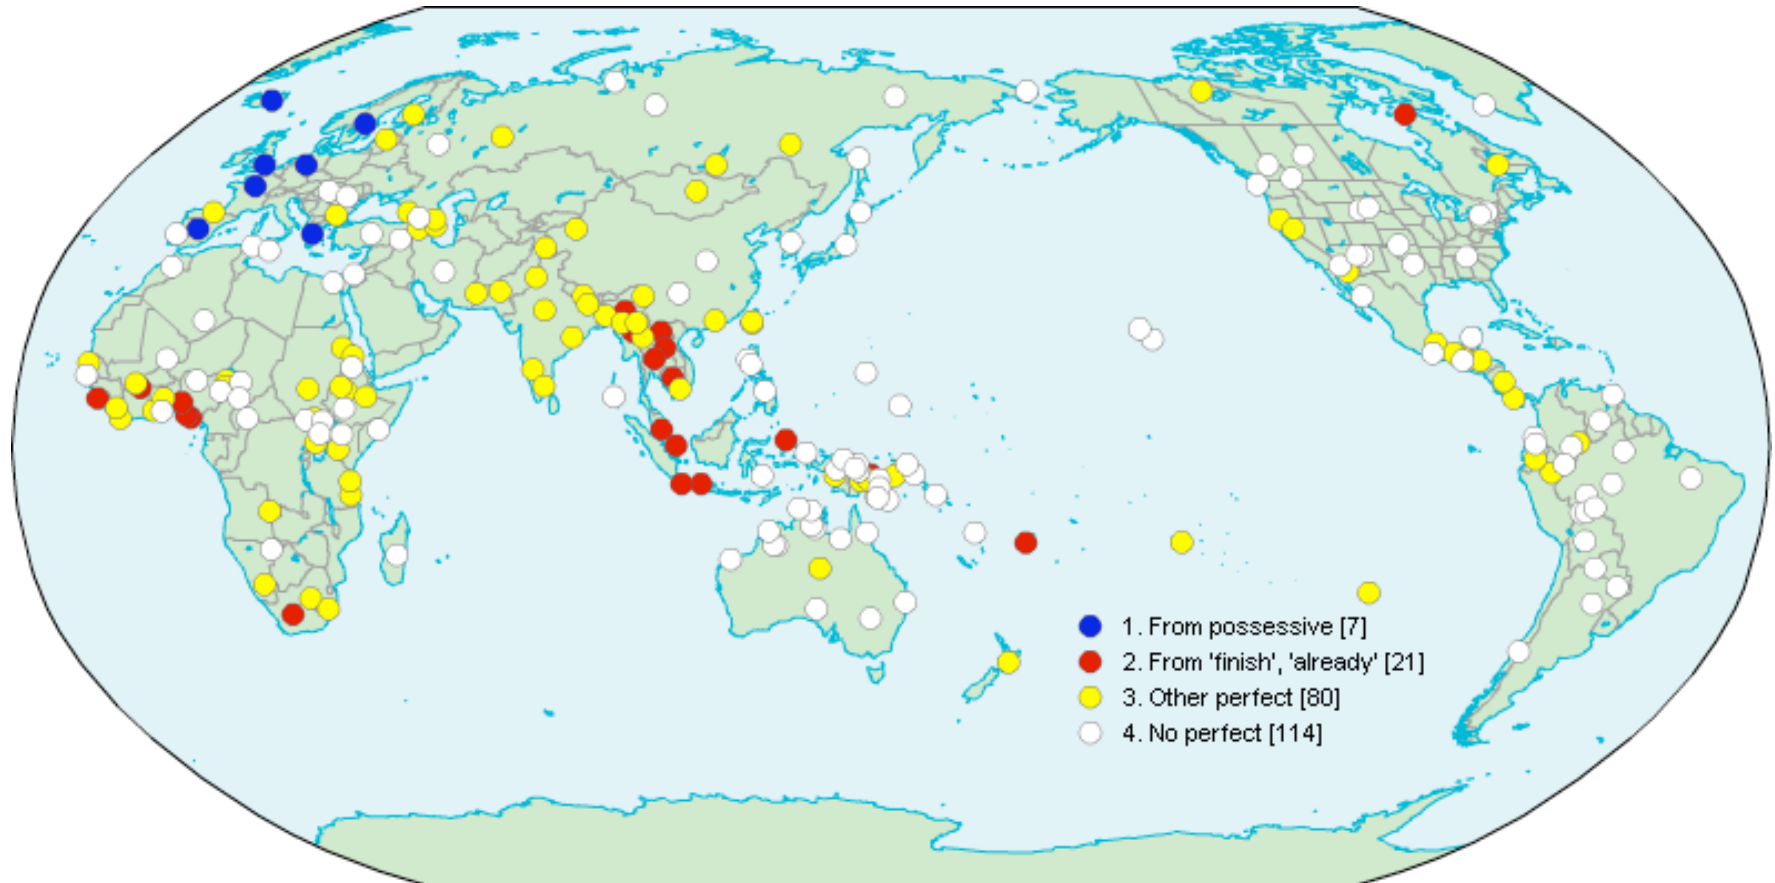 1. From possessive [7]
2. From 'finish', 'already' [21]
3. Other perfect [80]
4. No perfect [114]